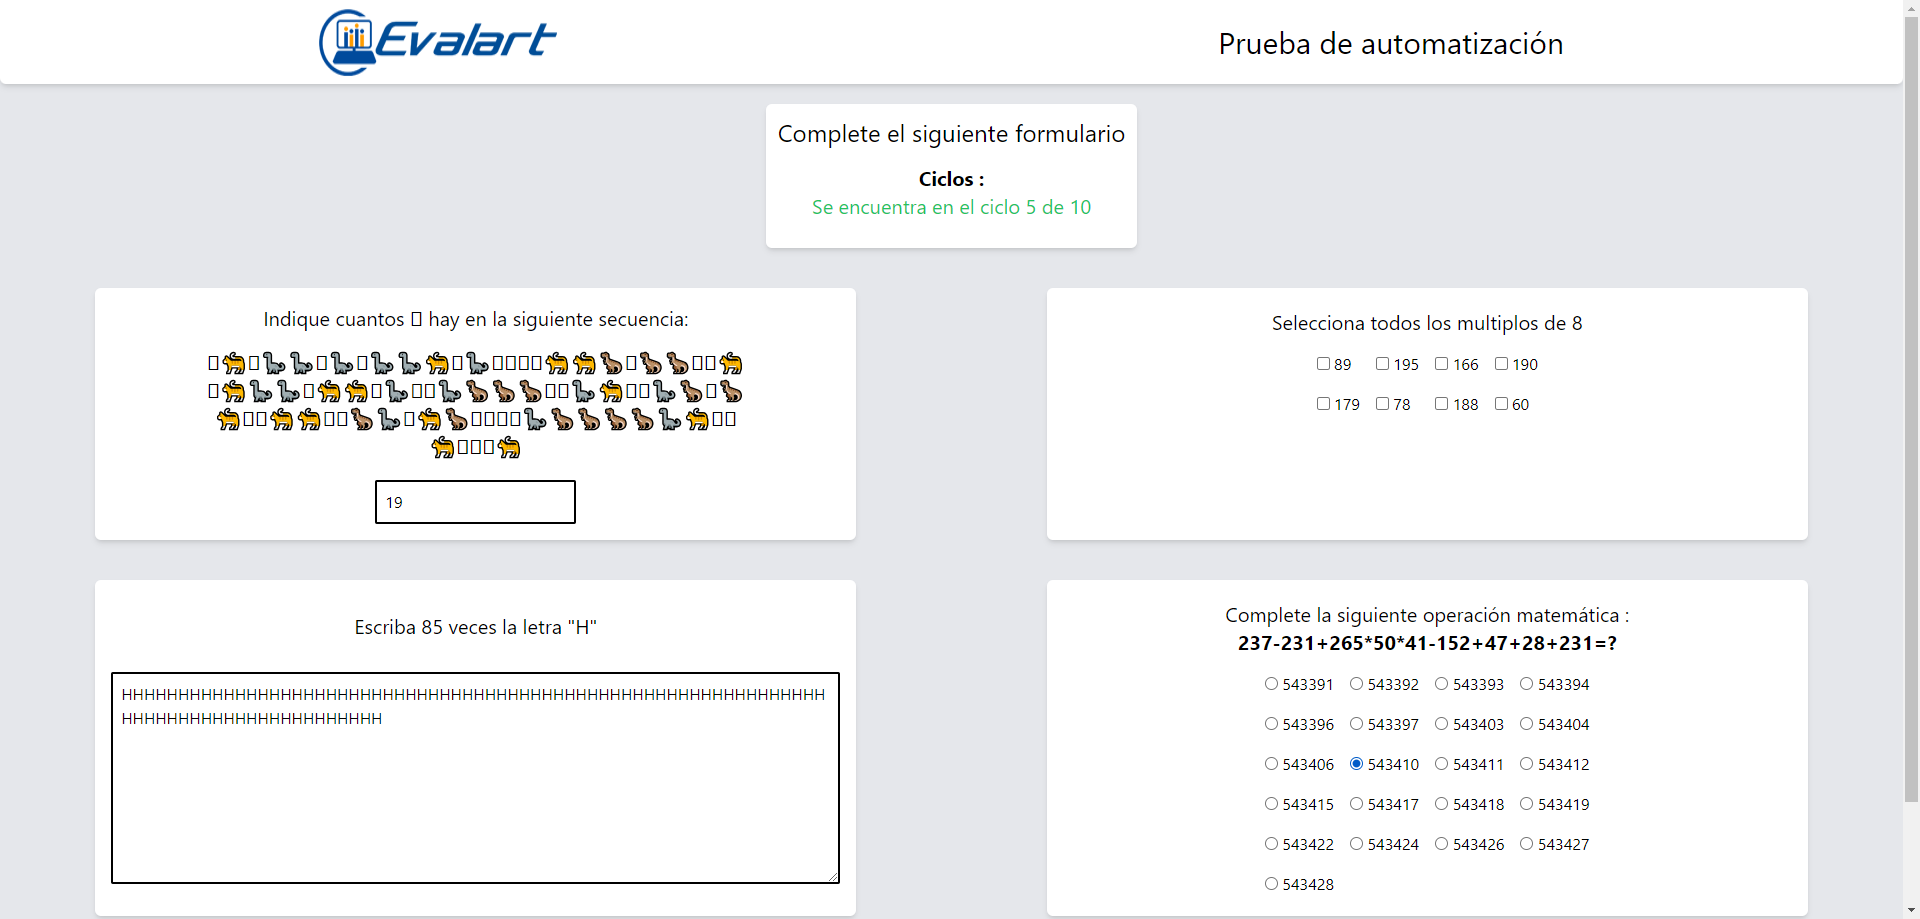 Evalart
Prueba de automatización
Complete el siguiente formulario
Ciclos :
Se encuentra en el ciclo 5 de 10
Indique cuantos hay en la siguiente secuencia:
19
Selecciona todos los multiplos de 8
89 195 166 190
179 78 188 60
Escriba 85 veces la letra "H"
HHHHHHHHHHHHHHHHHHHHHHHHHHHHHHHHHHHHHHHHHHHHHHHHHHHHHHHHHHHHHH
HHHHHHHHHHHHHHHHHHHHHHH
Complete la siguiente operación matemática :
237-231+265*50*41-152+47+28+231=?
543391 543392 543393 543394
543396 543397 543403 543404
543406 543410 543411 543412
543415 543417 543418 543419
543422 543424 543426 543427
543428